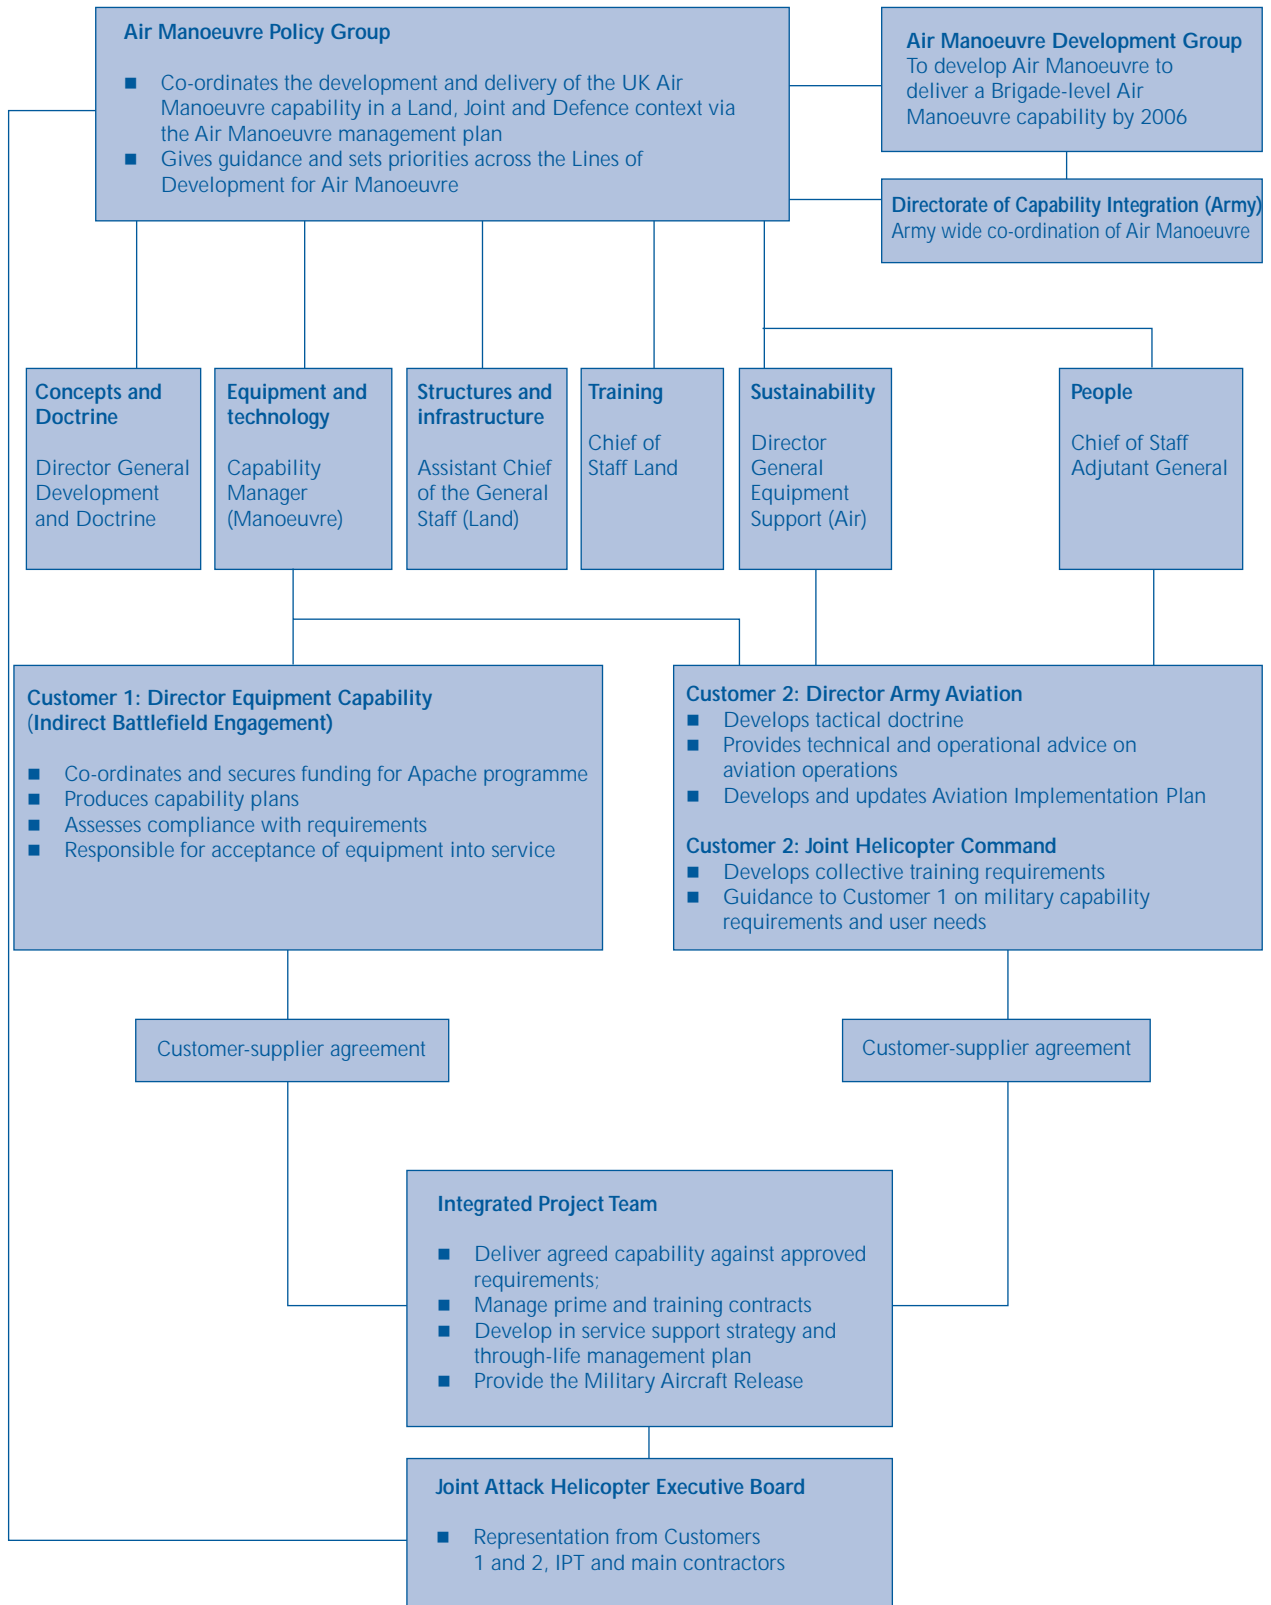 Air Manoeuvre Policy Group
■ Co-ordinates the development and delivery of the UK Air
Manoeuvre capability in a Land, Joint and Defence context via
the Air Manoeuvre management plan
■ Gives guidance and sets priorities across the Lines of
Development for Air Manoeuvre
Air Manoeuvre Development Group
To develop Air Manoeuvre to
deliver a Brigade-level Air
Manoeuvre capability by 2006
Directorate of Capability Integration (Army)
Army wide co-ordination of Air Manoeuvre
Concepts and
Doctrine
Director General
Development
and Doctrine
Equipment and
technology
Capability
Manager
(Manoeuvre)
Structures and
infrastructure
Assistant Chief
of the General
Staff (Land)
Training
Chief of
Staff Land
Sustainability
Director
General
Equipment
Support (Air)
People
Chief of Staff
Adjutant General
Customer 1: Director Equipment Capability
(Indirect Battlefield Engagement)
■ Co-ordinates and secures funding for Apache programme
■ Produces capability plans
■ Assesses compliance with requirements
■ Responsible for acceptance of equipment into service
Customer 2: Director Army Aviation
■ Develops tactical doctrine
■ Provides technical and operational advice on
aviation operations
■ Develops and updates Aviation Implementation Plan
Customer 2: Joint Helicopter Command
■ Develops collective training requirements
■ Guidance to Customer 1 on military capability
requirements and user needs
Customer-supplier agreement
Customer-supplier agreement
Integrated Project Team
■ Deliver agreed capability against approved
requirements;
■ Manage prime and training contracts
■ Develop in service support strategy and
through-life management plan
■ Provide the Military Aircraft Release
Joint Attack Helicopter Executive Board
■ Representation from Customers
1 and 2, IPT and main contractors